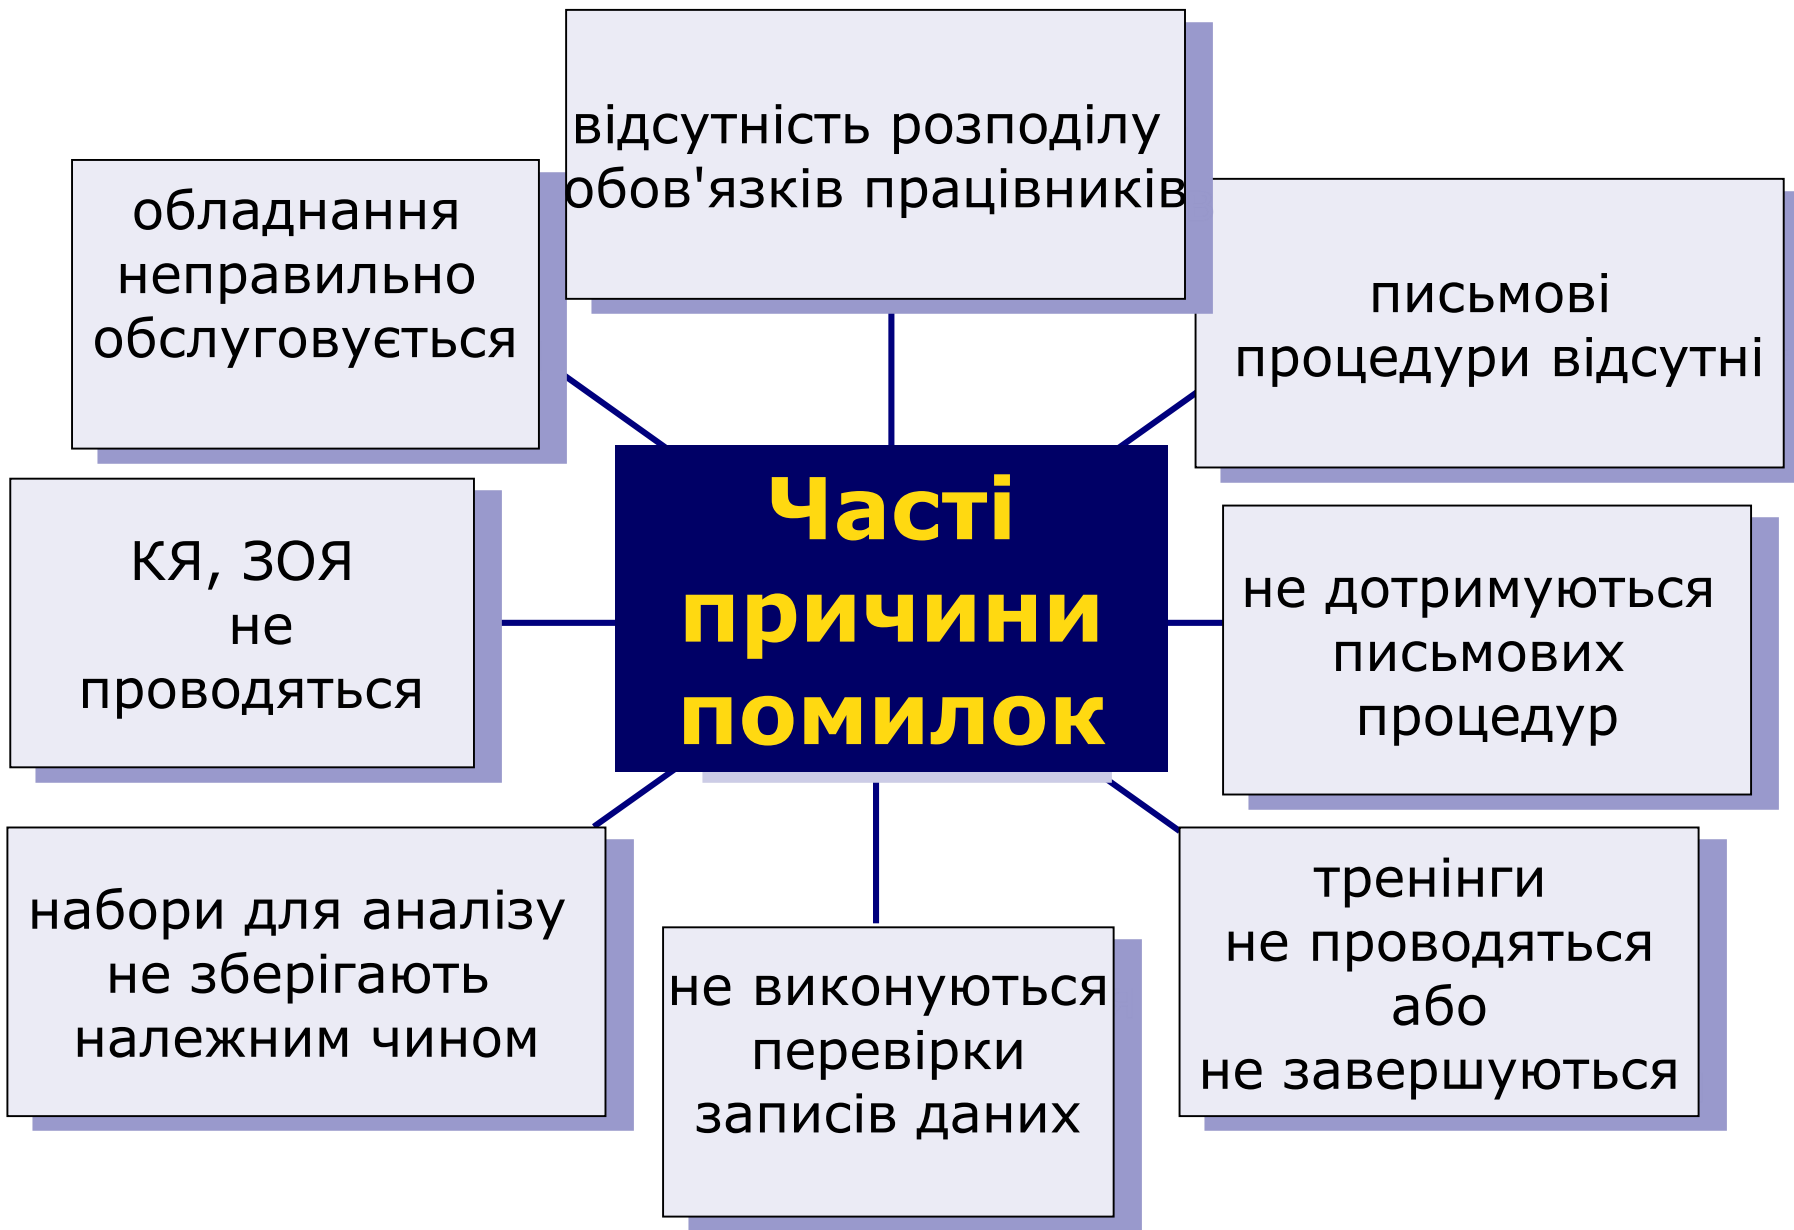 відсутність розподілу
обов'язків працівників
обладнання
неправильно
обслуговується
письмові
процедури відсутні
Часті
причини
помилок
КЯ, ЗОЯ
не
проводяться
не дотримуються
письмових
процедур
набори для аналізу
не зберігають
належним чином
не виконуються
перевірки
записів даних
тренінги
не проводяться
або
не завершуються